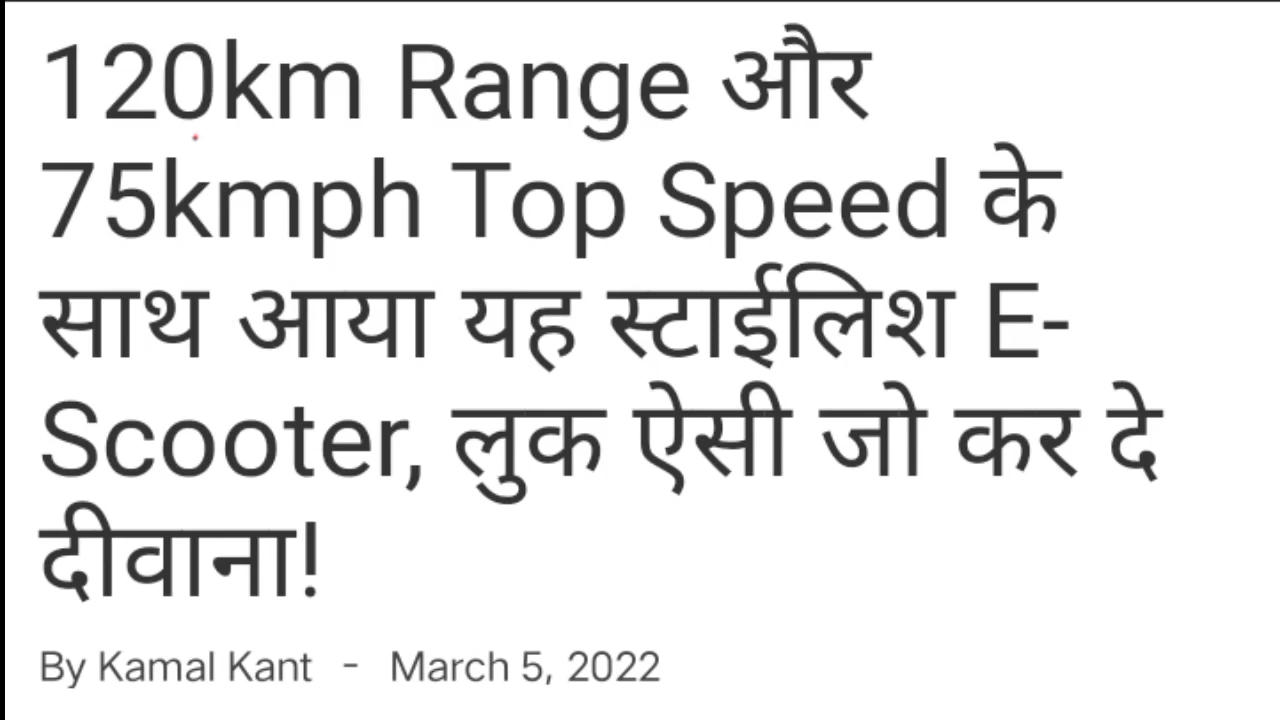 120km Range और
75kmph Top Speed के
साथ आया यह स्टाईलिश E-
Scooter, लुक ऐसी जो कर दे
दीवाना!
By Kamal Kant - March 5, 2022